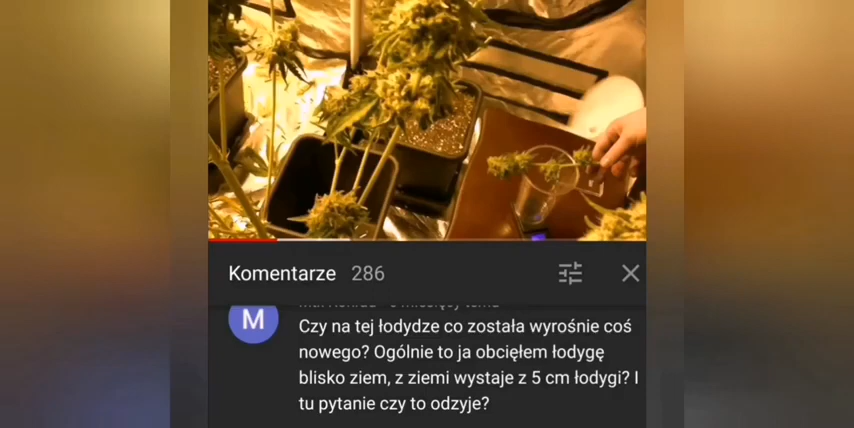 Komentarze 286
M
Czy na tej łodydze co została wyrośnie coś
nowego? Ogólnie to ja obcięłem łodygę
blisko ziem, z ziemi wystaje z 5 cm łodygi? I
tu pytanie czy to odzyje?